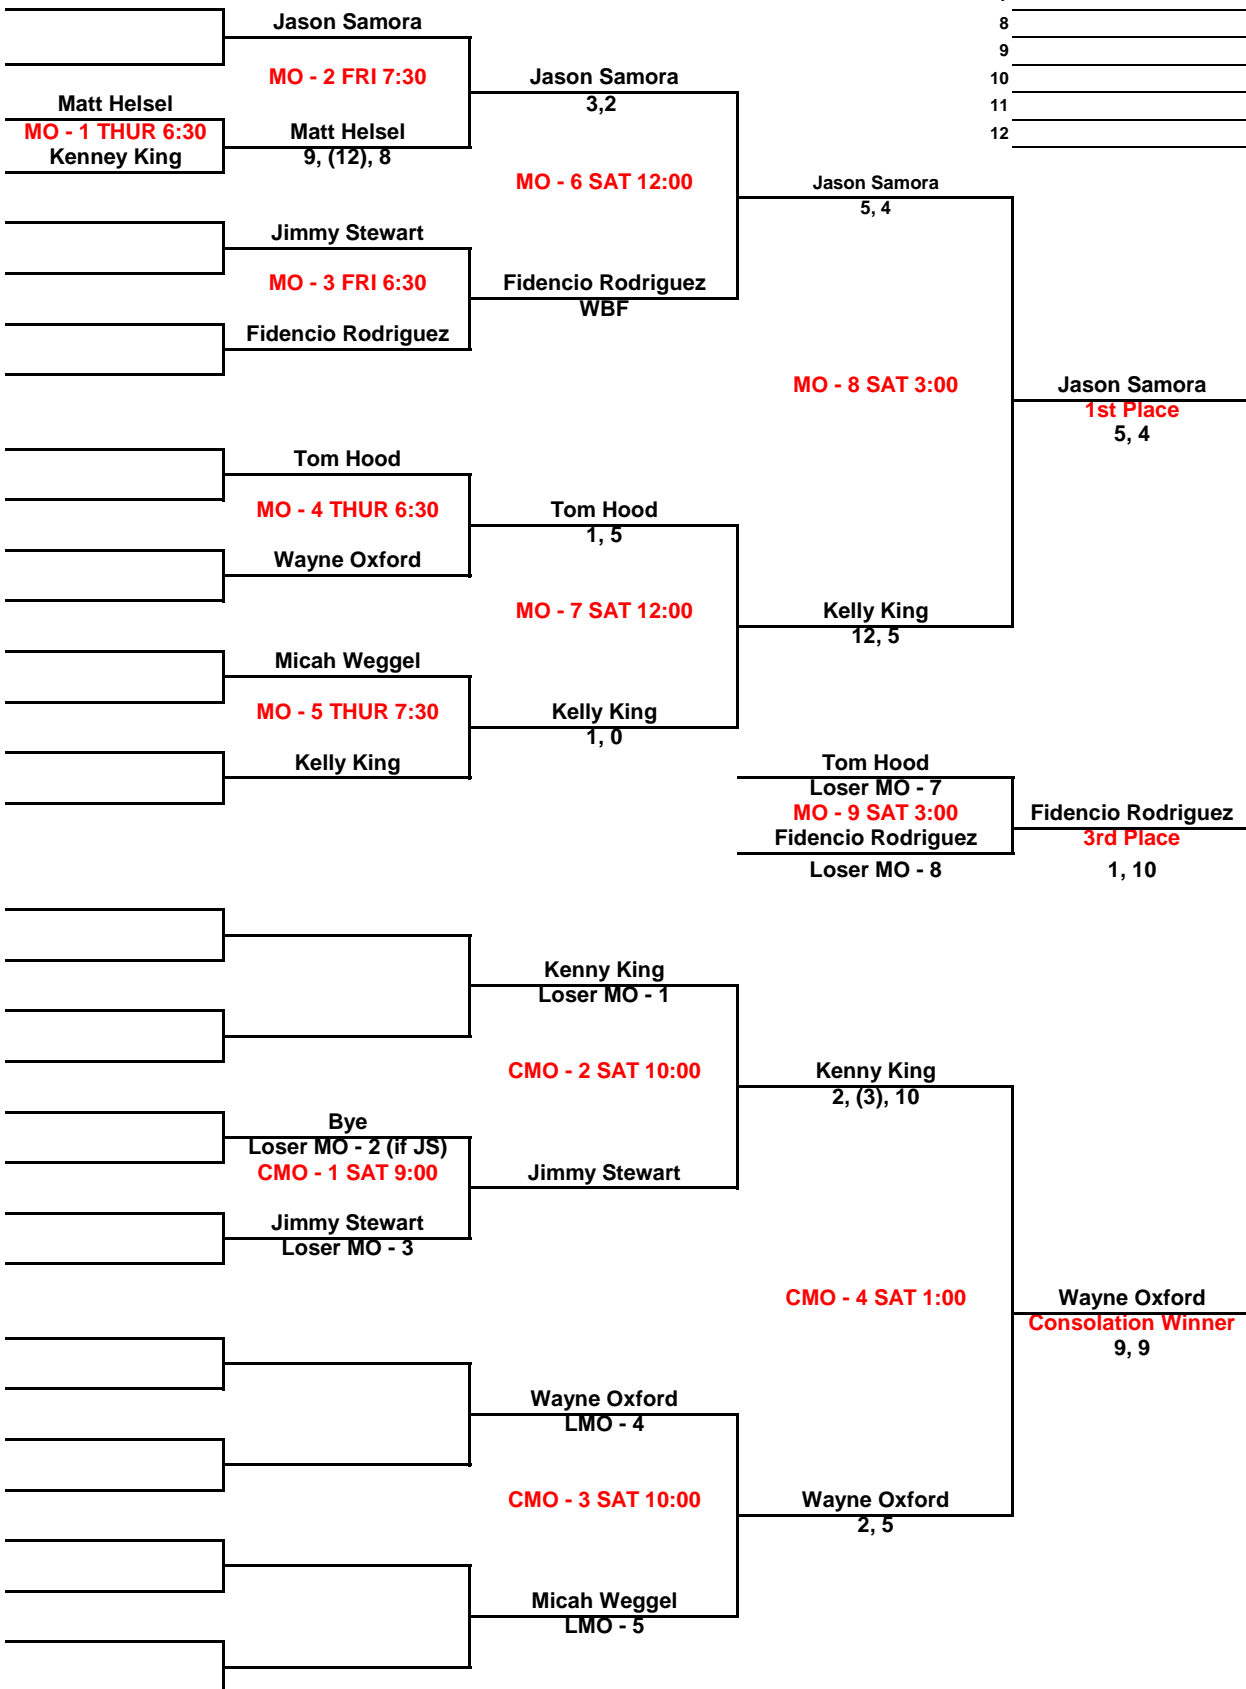 8
9
10
11
12
Jason Samora
MO - 2 FRI 7:30
Jason Samora
3,2
Matt Helsel
MO - 1 THUR 6:30
Kenney King
Matt Helsel
9, (12), 8
MO - 6 SAT 12:00
Jason Samora
5, 4
Jimmy Stewart
MO - 3 FRI 6:30
Fidencio Rodriguez
WBF
Fidencio Rodriguez
MO - 8 SAT 3:00
Jason Samora
1st Place
5, 4
Tom Hood
MO - 4 THUR 6:30
Tom Hood
1, 5
Wayne Oxford
MO - 7 SAT 12:00
Kelly King
12, 5
Micah Weggel
MO - 5 THUR 7:30
Kelly King
1, 0
Kelly King
Tom Hood
Loser MO - 7
MO - 9 SAT 3:00
Fidencio Rodriguez
Loser MO - 8
Fidencio Rodriguez
3rd Place
1, 10
Kenny King
Loser MO - 1
CMO - 2 SAT 10:00
Kenny King
2, (3), 10
Bye
Loser MO - 2 (if JS)
CMO - 1 SAT 9:00
Jimmy Stewart
Jimmy Stewart
Loser MO - 3
CMO - 4 SAT 1:00
Wayne Oxford
Consolation Winner
9, 9
Wayne Oxford
LMO - 4
CMO - 3 SAT 10:00
Wayne Oxford
2, 5
Micah Weggel
LMO - 5